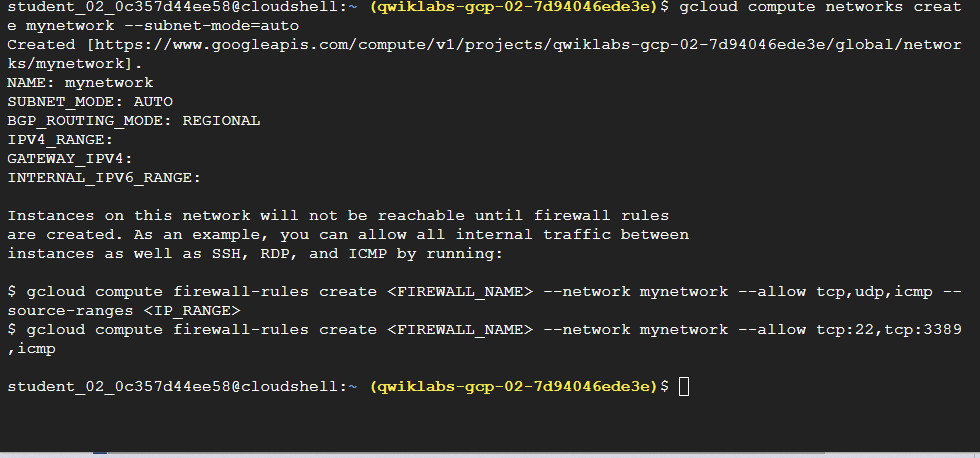 student_02_0c357d44ee58@cloudshell:~ (qwiklabs-gcp-02-7d94046ede3e)$ gcloud compute networks creat
e mynetwork --subnet-mode=auto
Created [https://www.googleapis.com/compute/v1/projects/qwiklabs-gcp-02-7d94046ede3e/global/networ
ks/mynetwork].
NAME: mynetwork
SUBNET_MODE: AUTO
BGP_ROUTING_MODE: REGIONAL
IPV4_RANGE:
GATEWAY_IPV4:
INTERNAL_IPV6_RANGE:
Instances on this network will not be reachable until firewall rules
are created. As an example, you can allow all internal traffic between
instances as well as SSH, RDP, and ICMP by running:
$ gcloud compute firewall-rules create <FIREWALL_NAME> --network mynetwork --allow tcp,udp,icmp --
source-ranges <IP_RANGE>
$ gcloud compute firewall-rules create <FIREWALL_NAME> --network mynetwork --allow tcp:22,tcp:3389
,icmp
student_02_0c357d44ee58@cloudshell:~ (qwiklabs-gcp-02-7d94046ede3e)$